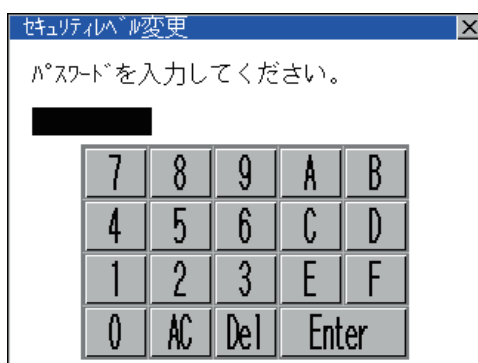 ｾｷｭﾘﾃｨﾚﾍﾞﾙ変更 ×
ﾊﾟｽﾜｰﾄﾞを入力してください。
7 8 9 A B
4 5 6 C D
1 2 3 E F
0 AC Del Enter